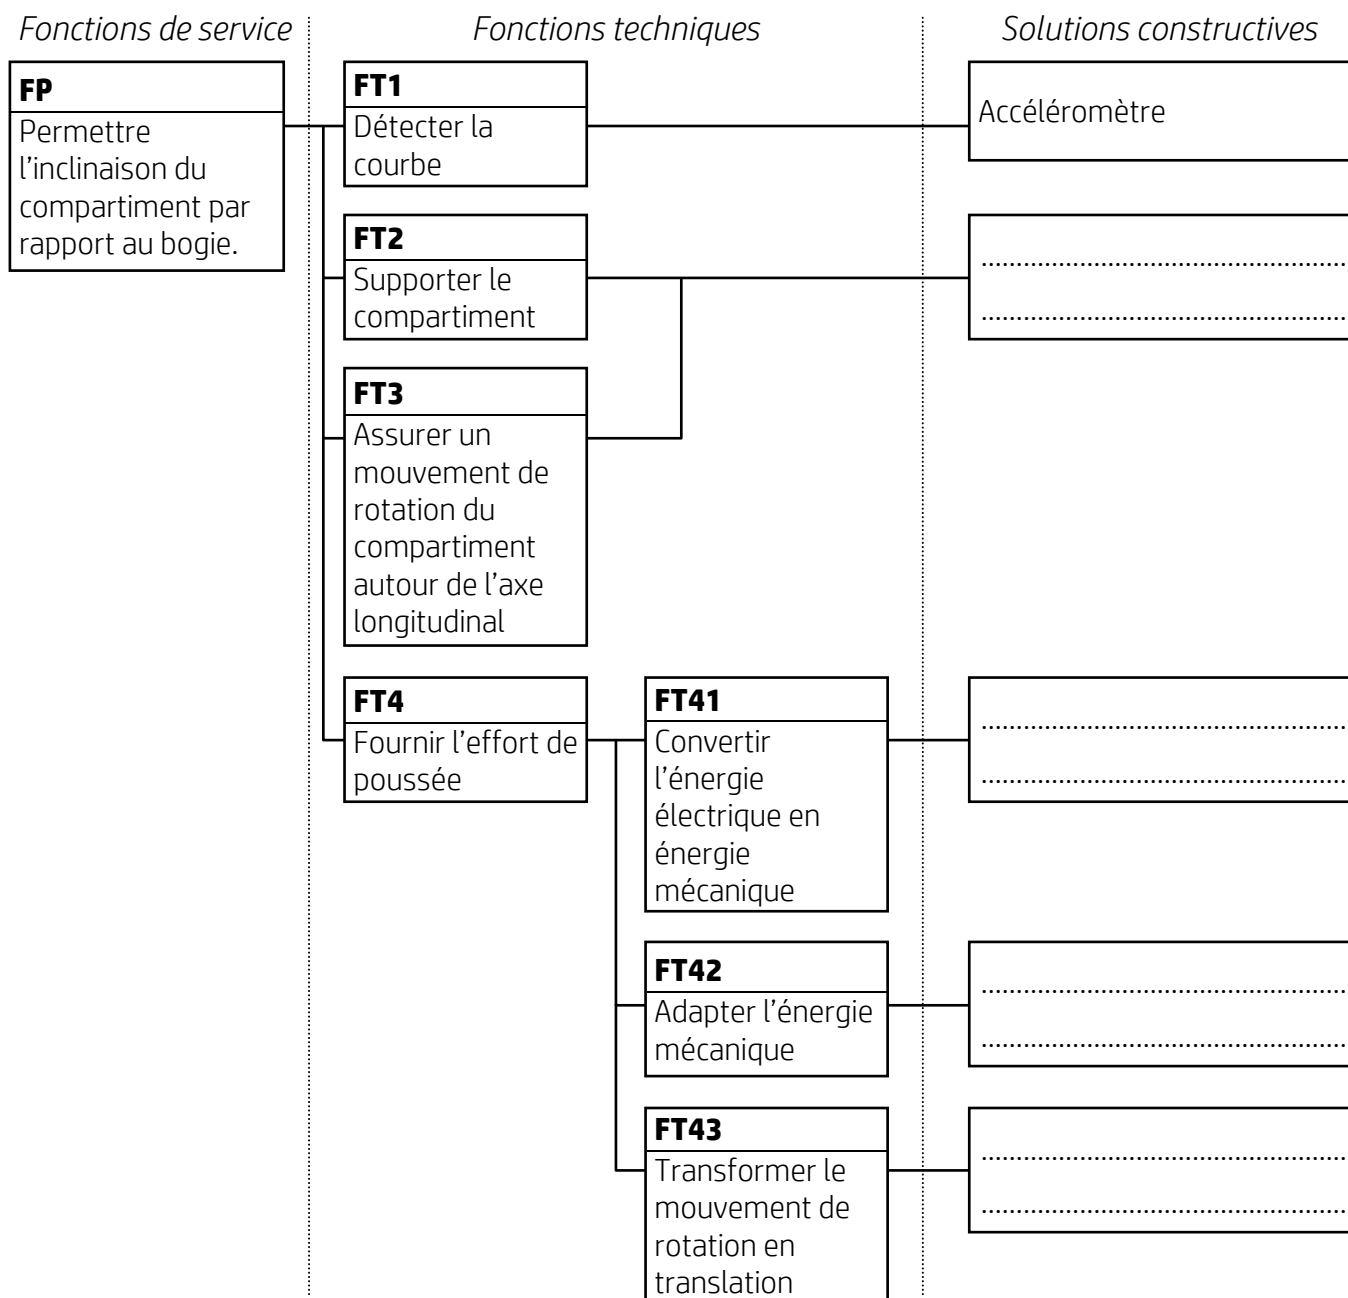 Fonctions de service
Fonctions techniques
Solutions constructives
FP
Permettre
l'inclinaison du
compartiment par
rapport au bogie.
FT1
Détecter la
courbe
Accéléromètre
FT2
Supporter le
compartiment
................................................
................................................
FT3
Assurer un
mouvement de
rotation du
compartiment
autour de l'axe
longitudinal
FT4
Fournir l'effort de
poussée
FT41
Convertir
l'énergie
électrique en
énergie
mécanique
................................................
................................................
FT42
Adapter l'énergie
mécanique
................................................
................................................
FT43
Transformer le
mouvement de
rotation en
translation
................................................
................................................